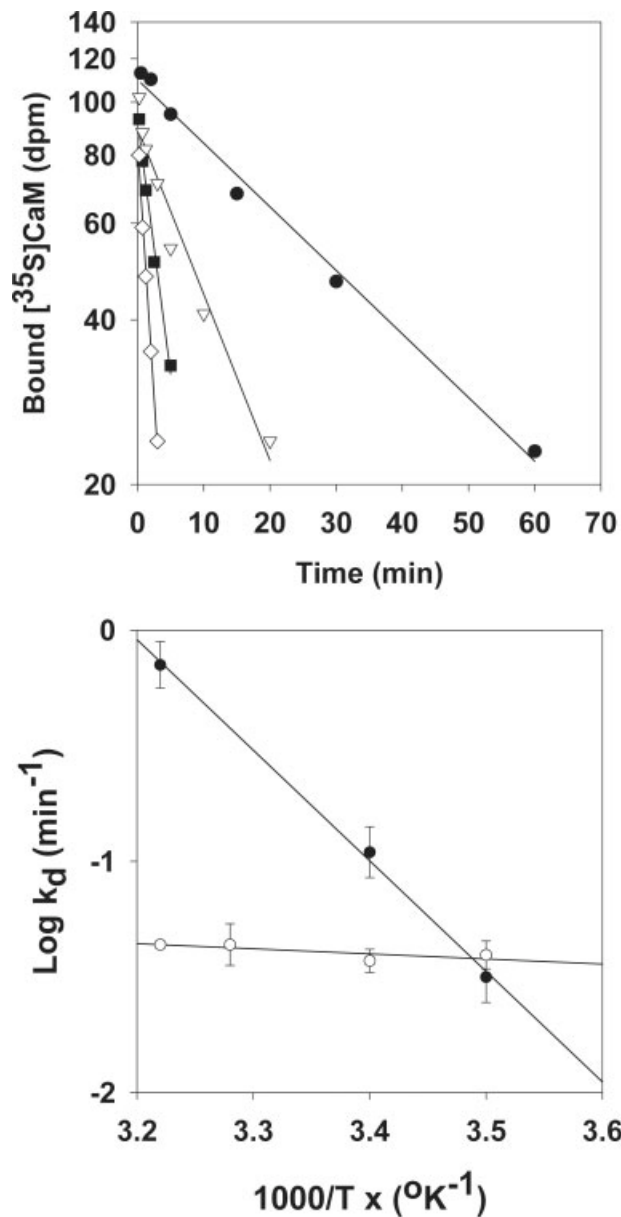 Bound [35S]CaM (dpm)
140
120
100
80
60
40
20
0 10 20 30 40 50 60 70
Time (min)
Log kd (min-1)
0
-1
-2
3.2 3.3 3.4 3.5 3.6
1000/T x (oK-1)